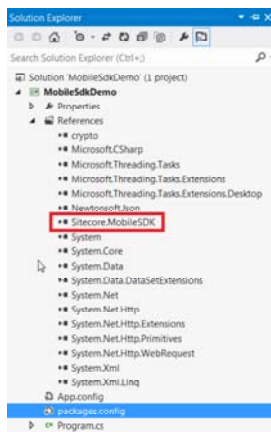 Solution Explorer
Search Solution Explorer (Ctrl+;)
Solution 'MobileSdkDemo' (1 project)
MobileSdkDemo
Properties
References
crypto
Microsoft.CSharp
Microsoft.Threading.Tasks
Microsoft.Threading.Tasks.Extensions
Microsoft.Threading.Tasks.Extensions.Desktop
Newtonsoft.Json
Sitecore.MobileSDK
System
System.Core
System.Data
System.Data.DataSetExtensions
System.Net
System.Net.Http
System.Net.Http.Extensions
System.Net.Http.Primitives
System.Net.Http.WebRequest
System.Xml
System.Xml.Linq
App.config
packages.config
Program.cs